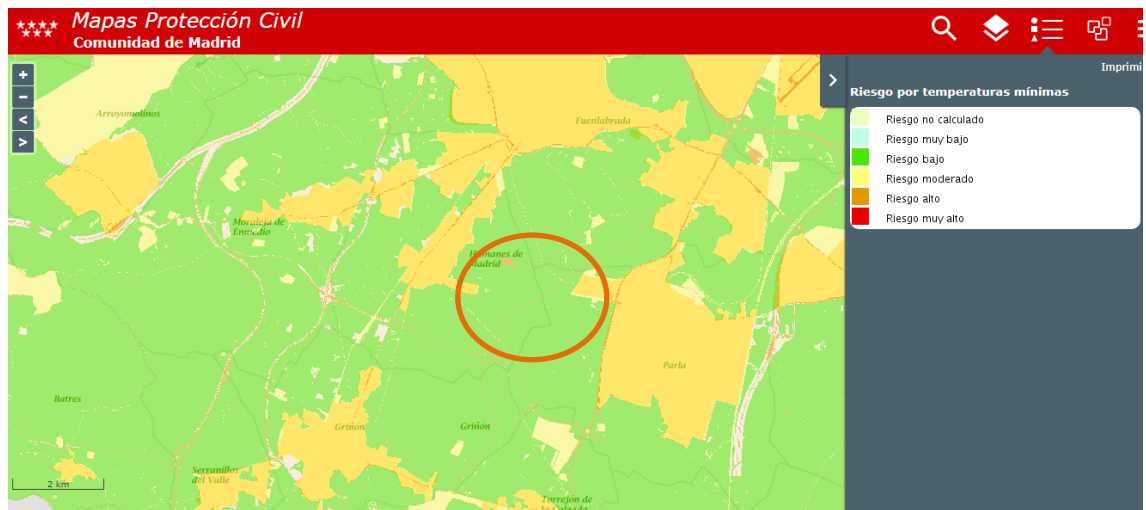 Mapas Protección Civil
Comunidad de Madrid
Imprimi
+
−
<
>
>
Riesgo por temperaturas mínimas
Riesgo no calculado
Riesgo muy bajo
Riesgo bajo
Riesgo moderado
Riesgo alto
Riesgo muy alto
Arroyomolinos
Fuenlabrada
Moraleja de
Enmedio
Humanes de
Madrid
Parla
Batres
Griñón
Griñón
Serranillos
del Valle
2 km
Torrejón de
la Calzada